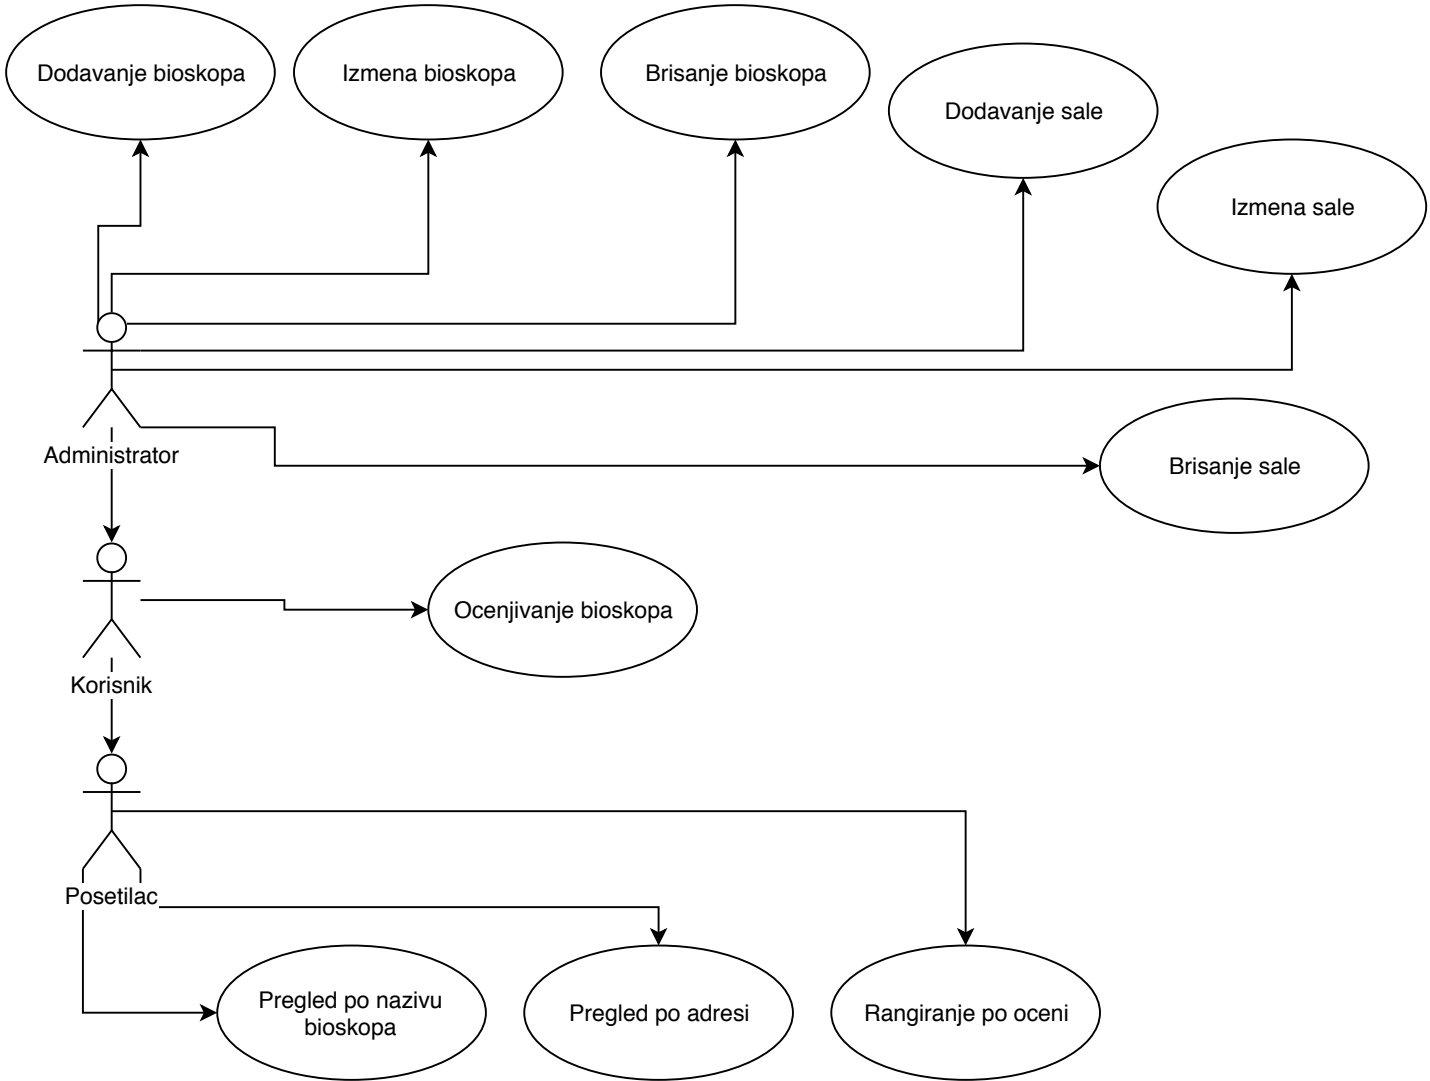 Dodavanje bioskopa
Izmena bioskopa
Brisanje bioskopa
Dodavanje sale
Izmena sale
Administrator
Brisanje sale
Ocenjivanje bioskopa
Korisnik
Posetilac
Pregled po nazivu
bioskopa
Pregled po adresi
Rangiranje po oceni